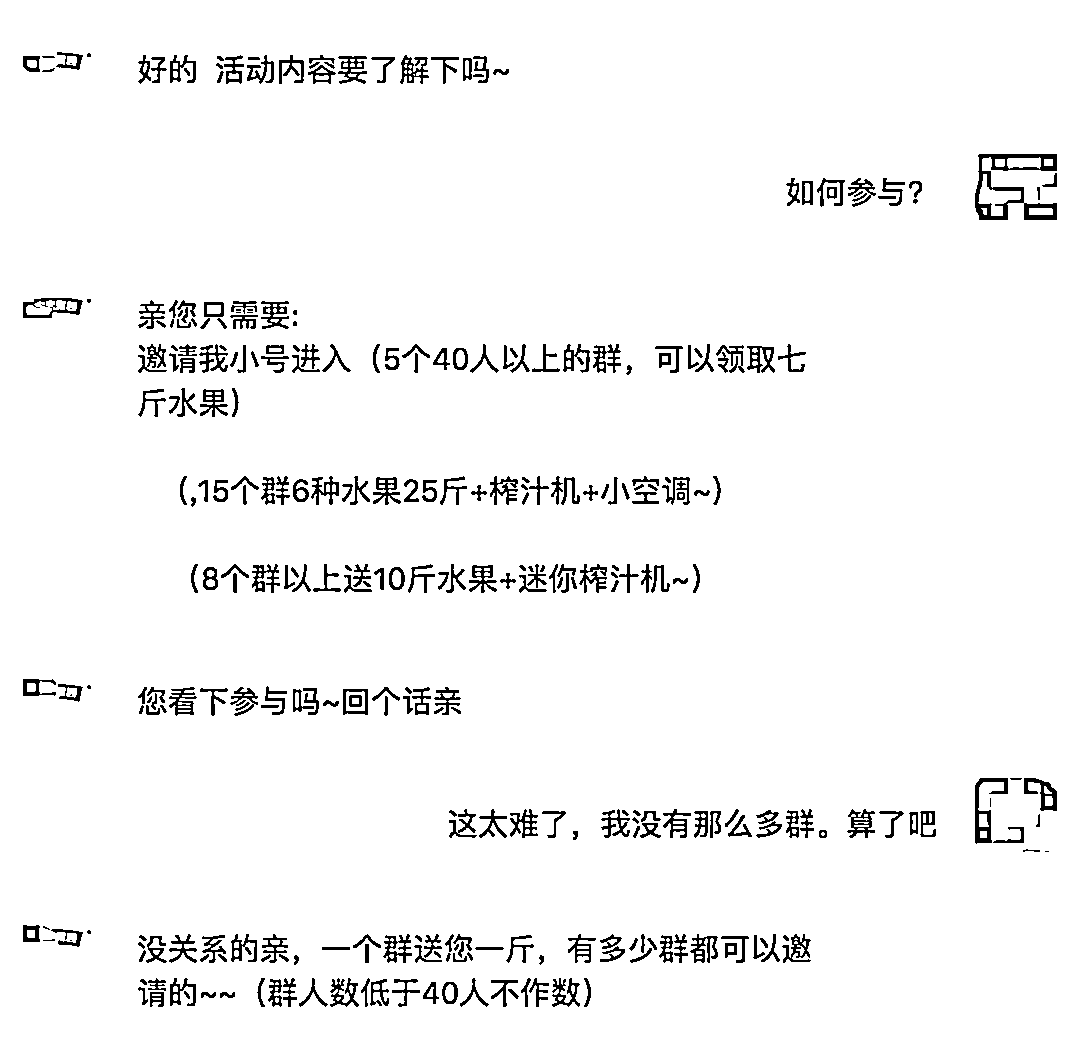 好的 活动内容要了解下吗~
如何参与?
亲您只需要:
邀请我小号进入（5个40人以上的群，可以领取七
斤水果）
（,15个群6种水果25斤+榨汁机+小空调~）
（8个群以上送10斤水果+迷你榨汁机~）
您看下参与吗~回个话亲
这太难了，我没有那么多群。算了吧
没关系的亲，一个群送您一斤，有多少群都可以邀
请的~~（群人数低于40人不作数）